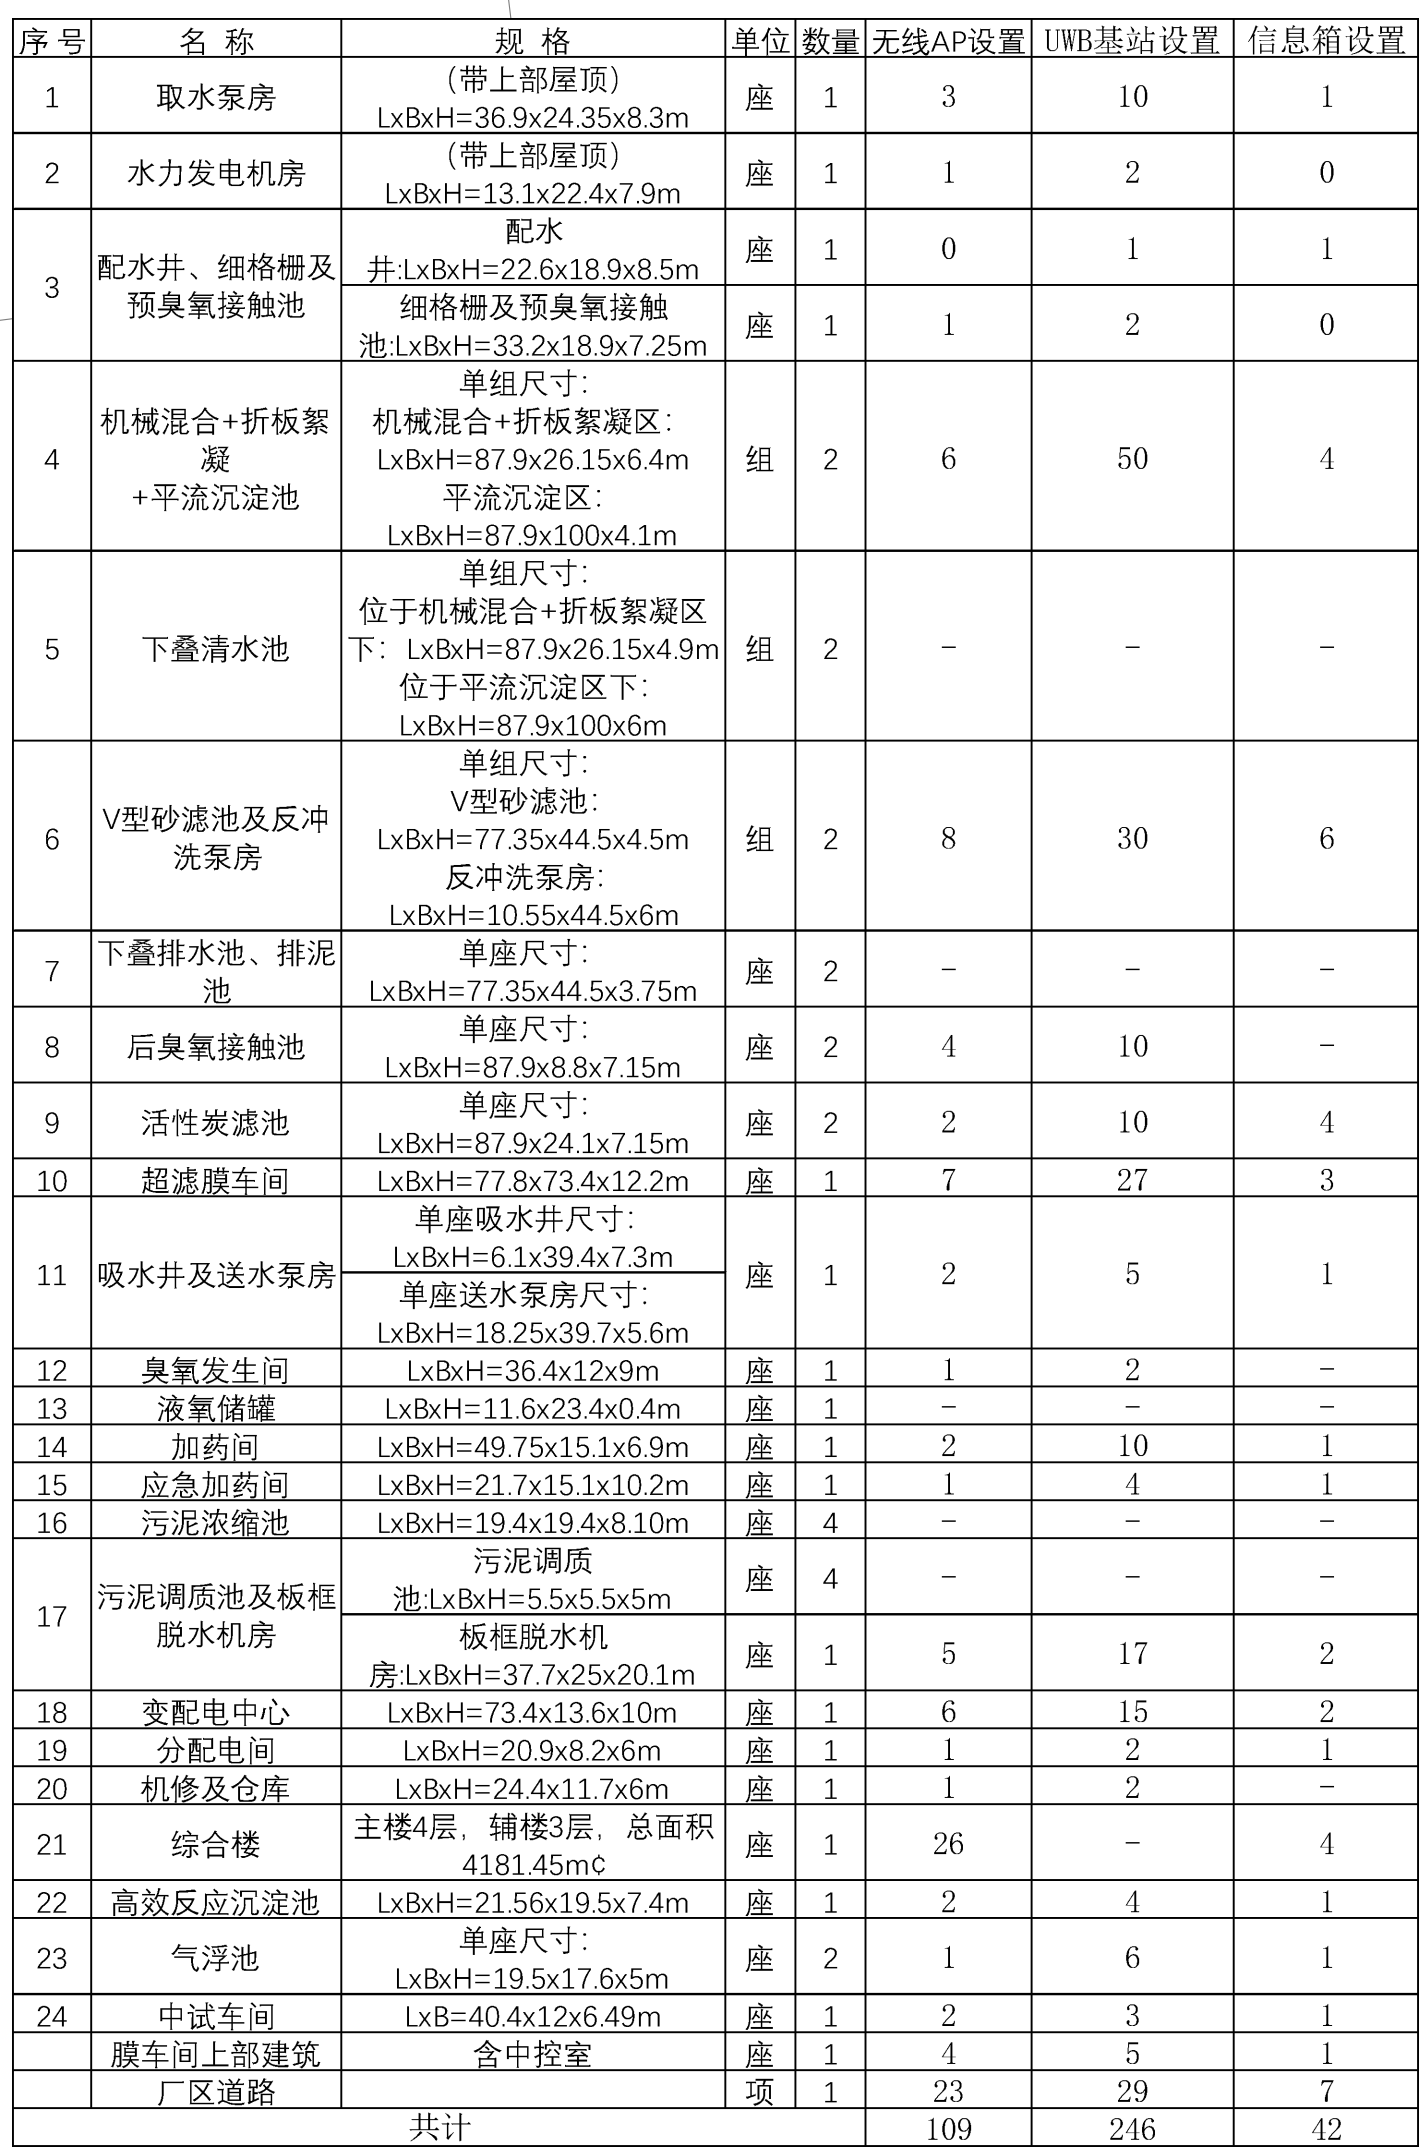 序号 名称 规格 单位 数量 无线AP设置 UWB基站设置 信息箱设置
1 取水泵房 （带上部屋顶） 座 1 3 10 1
LxBxH=36.9x24.35x8.3m
2 水力发电机房 （带上部屋顶） 座 1 1 2 0
LxBxH=13.1x22.4x7.9m
3 配水井、细格栅及
预臭氧接触池
配水 座 1 0 1 1
井:LxBxH=22.6x18.9x8.5m
细格栅及预臭氧接触 座 1 1 2 0
池:LxBxH=33.2x18.9x7.25m
4 机械混合+折板絮
凝
+平流沉淀池
单组尺寸：
机械混合+折板絮凝区：
LxBxH=87.9x26.15x6.4m 组 2 6 50 4
平流沉淀区：
LxBxH=87.9x100x4.1m
5 下叠清水池
单组尺寸：
位于机械混合+折板絮凝区
下：LxBxH=87.9x26.15x4.9m 组 2 - - -
位于平流沉淀区下：
LxBxH=87.9x100x6m
6 V型砂滤池及反冲
洗泵房
单组尺寸：
V型砂滤池：
LxBxH=77.35x44.5x4.5m 组 2 8 30 6
反冲洗泵房：
LxBxH=10.55x44.5x6m
7 下叠排水池、排泥
池
单座尺寸： 座 2 - - -
LxBxH=77.35x44.5x3.75m
8 后臭氧接触池 单座尺寸： 座 2 4 10 -
LxBxH=87.9x8.8x7.15m
9 活性炭滤池 单座尺寸： 座 2 2 10 4
LxBxH=87.9x24.1x7.15m
10 超滤膜车间 LxBxH=77.8x73.4x12.2m 座 1 7 27 3
11 吸水井及送水泵房 单座吸水井尺寸： 座 1 2 5 1
LxBxH=6.1x39.4x7.3m
单座送水泵房尺寸：
LxBxH=18.25x39.7x5.6m
12 臭氧发生间 LxBxH=36.4x12x9m 座 1 1 2 -
13 液氧储罐 LxBxH=11.6x23.4x0.4m 座 1 - - -
14 加药间 LxBxH=49.75x15.1x6.9m 座 1 2 10 1
15 应急加药间 LxBxH=21.7x15.1x10.2m 座 1 1 4 1
16 污泥浓缩池 LxBxH=19.4x19.4x8.10m 座 4 - - -
17 污泥调质池及板框
脱水机房
污泥调质 座 4 - - -
池:LxBxH=5.5x5.5x5m
板框脱水机 座 1 5 17 2
房:LxBxH=37.7x25x20.1m
18 变配电中心 LxBxH=73.4x13.6x10m 座 1 6 15 2
19 分配电间 LxBxH=20.9x8.2x6m 座 1 1 2 1
20 机修及仓库 LxBxH=24.4x11.7x6m 座 1 1 2 -
21 综合楼 主楼4层，辅楼3层，总面积 座 1 26 - 4
4181.45m¢
22 高效反应沉淀池 LxBxH=21.56x19.5x7.4m 座 1 2 4 1
23 气浮池 单座尺寸： 座 2 1 6 1
LxBxH=19.5x17.6x5m
24 中试车间 LxB=40.4x12x6.49m 座 1 2 3 1
膜车间上部建筑 含中控室 座 1 4 5 1
厂区道路 项 1 23 29 7
共计 109 246 42